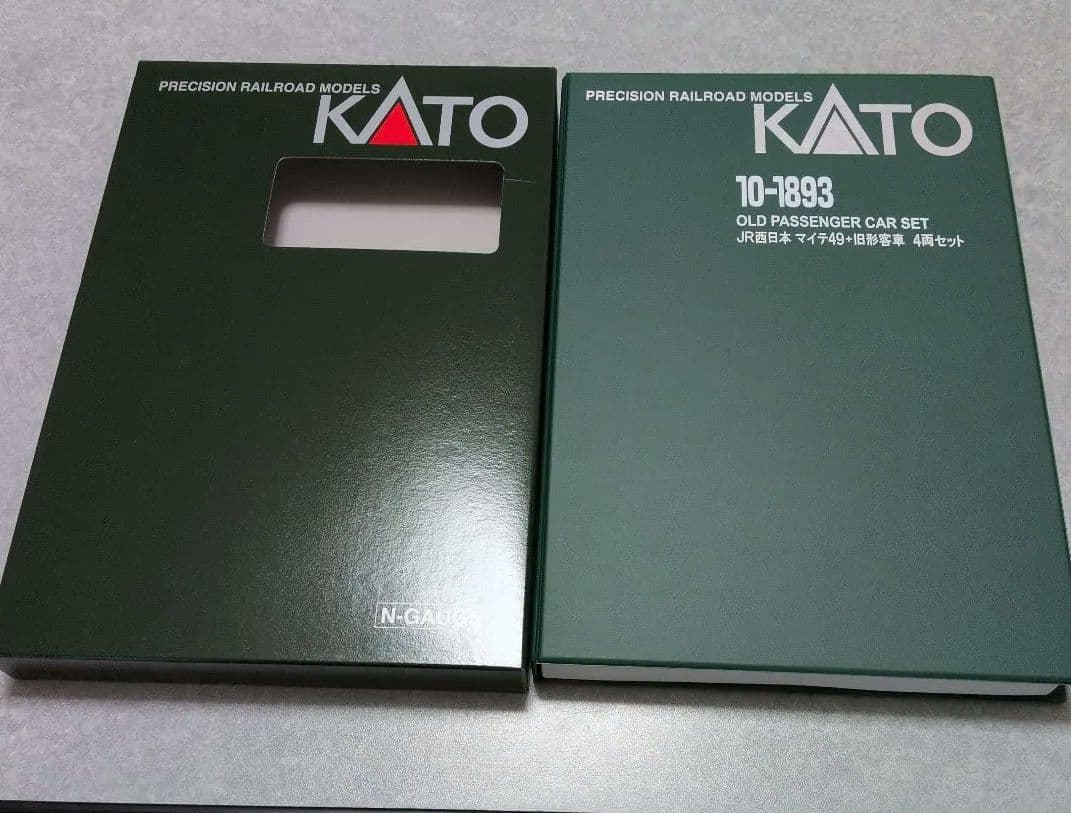 PRECISION RAILROAD MODELS
KATO
N-GAUGE
PRECISION RAILROAD MODELS
KATO
10-1893
OLD PASSENGER CAR SET
JR西日本 マイテ49+旧形客車 4両セット